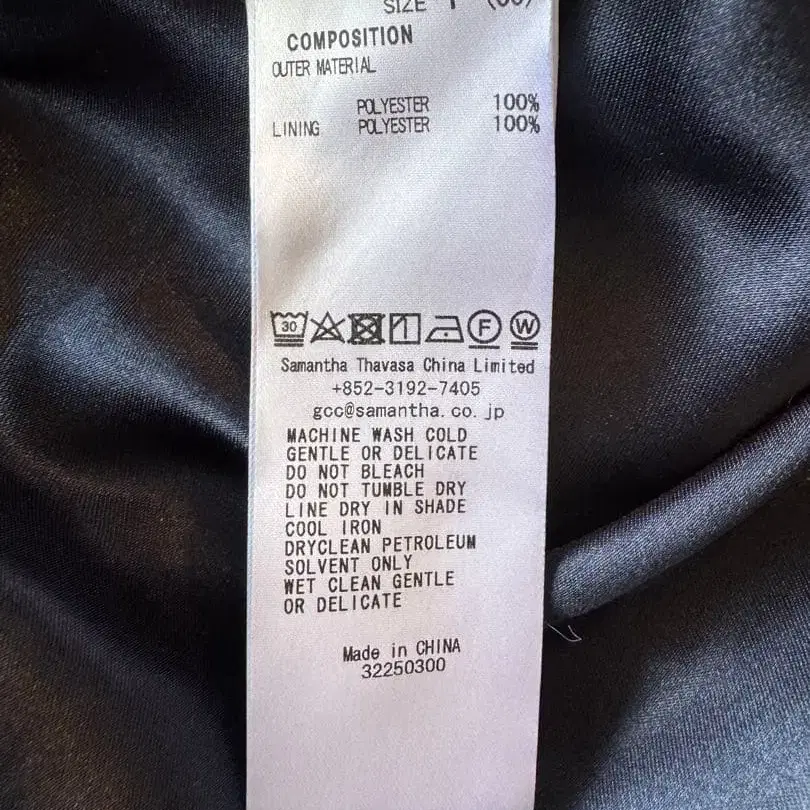 SIZE
COMPOSITION
OUTER MATERIAL
POLYESTER 100%
LINING POLYESTER 100%
30 F W
Samantha Thavasa China Limited
+852-3192-7405
gcc@samantha.co.jp
MACHINE WASH COLD
GENTLE OR DELICATE
DO NOT BLEACH
DO NOT TUMBLE DRY
LINE DRY IN SHADE
COOL IRON
DRYCLEAN PETROLEUM
SOLVENT ONLY
WET CLEAN GENTLE
OR DELICATE
Made in CHINA
32250300